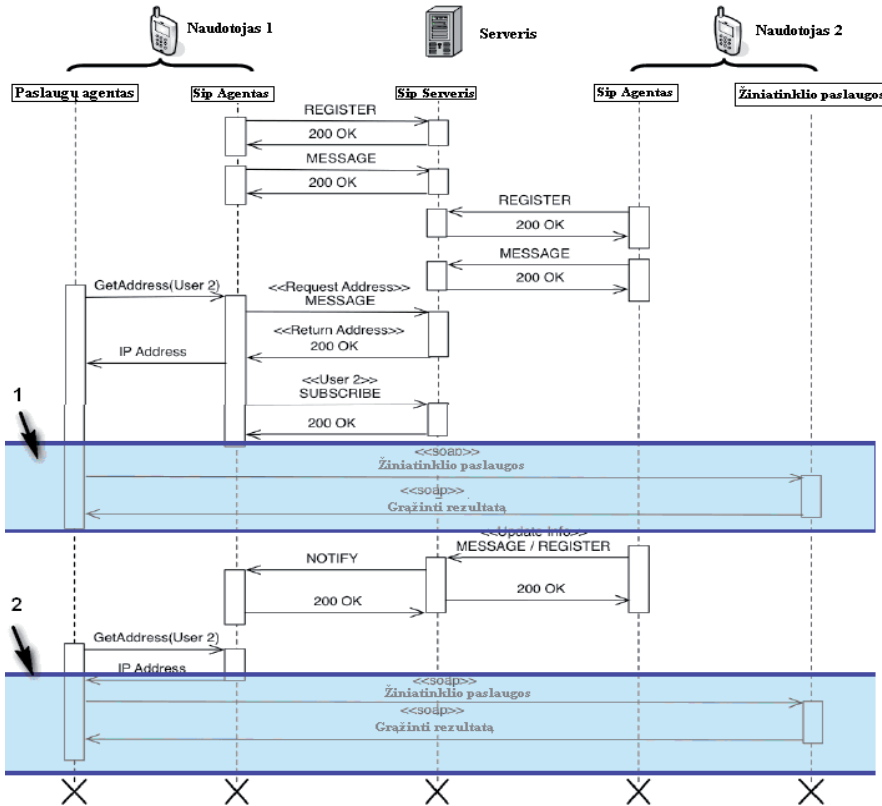 Naudotojas 1
Serveris
Naudotojas 2
Paslaugų agentas
Sip Agentas
Sip Serveris
Sip Agentas
Žiniatinklio paslaugos
REGISTER
200 OK
MESSAGE
200 OK
REGISTER
200 OK
MESSAGE
200 OK
GetAddress(User 2)
<<Request Address>>
MESSAGE
<<Return Address>>
200 OK
IP Address
<<User 2>>
SUBSCRIBE
200 OK
1
<<soap>>
Žiniatinklio paslaugos
<<soap>>
Grąžinti rezultatą
<<Update Info>>
MESSAGE / REGISTER
NOTIFY
200 OK
200 OK
2
GetAddress(User 2)
IP Address
<<soap>>
Žiniatinklio paslaugos
<<soap>>
Grąžinti rezultatą